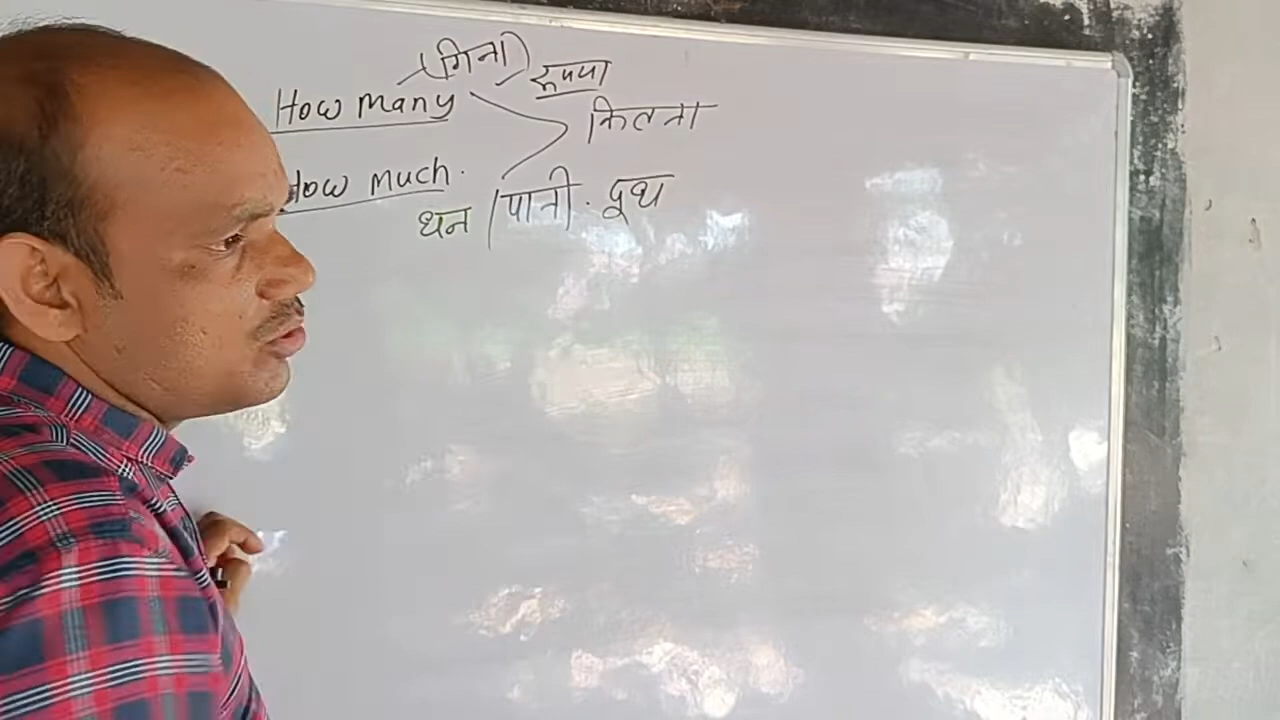 (गिना) रूपया
How many कितना
How much.
धन / पानी. दूध